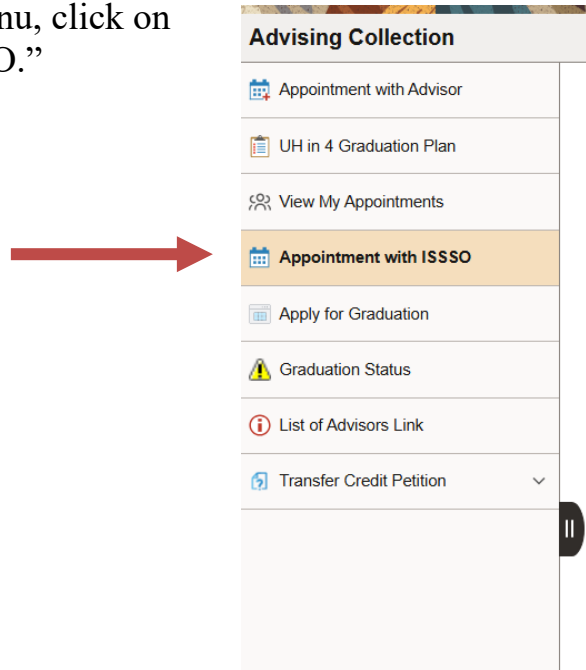 nu, click on
O.”
Advising Collection
Appointment with Advisor
UH in 4 Graduation Plan
View My Appointments
Appointment with ISSSO
Apply for Graduation
Graduation Status
List of Advisors Link
Transfer Credit Petition